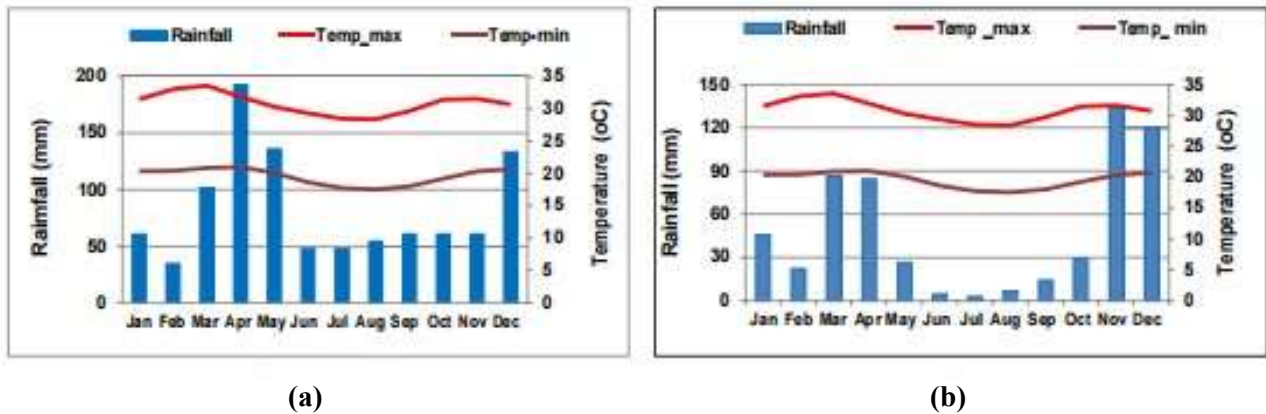 Rainfall Temp_max Temp-min
200 35
30
150 25
20
100 15
50 10
5
0 0
Raimfall (mm)
Temperature (oC)
Jan Feb Mar Apr May Jun Jul Aug Sep Oct Nov Dec
(a)
Rainfall Temp _max Temp_ min
150 35
120 30
25
90 20
60 15
30 10
5
0 0
Rainfall (mm)
Temperature (oC)
Jan Feb Mar Apr May Jun Jul Aug Sep Oct Nov Dec
(b)